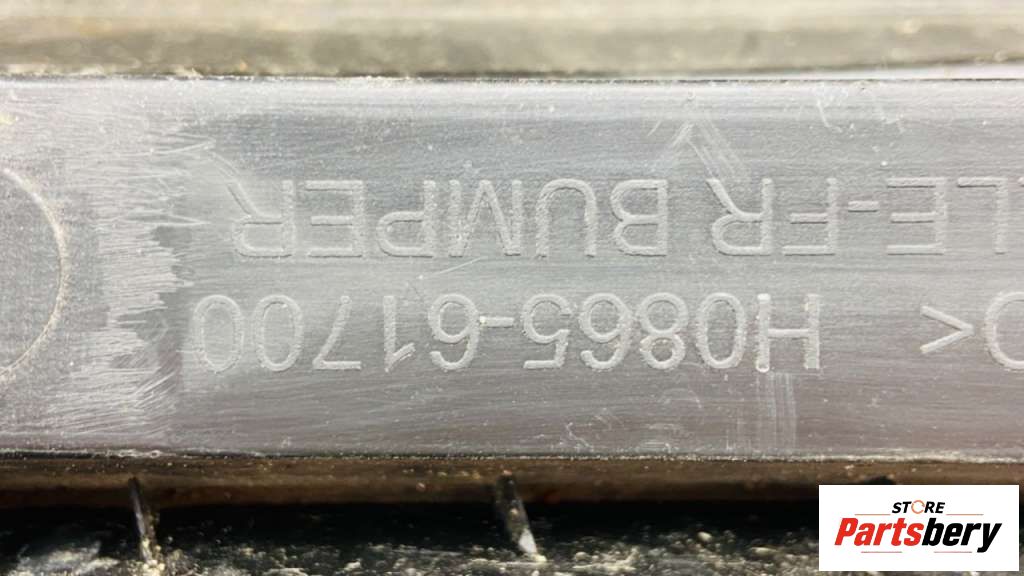 H0865-61700
LE-FR BUMPER
STORE
Partsbery